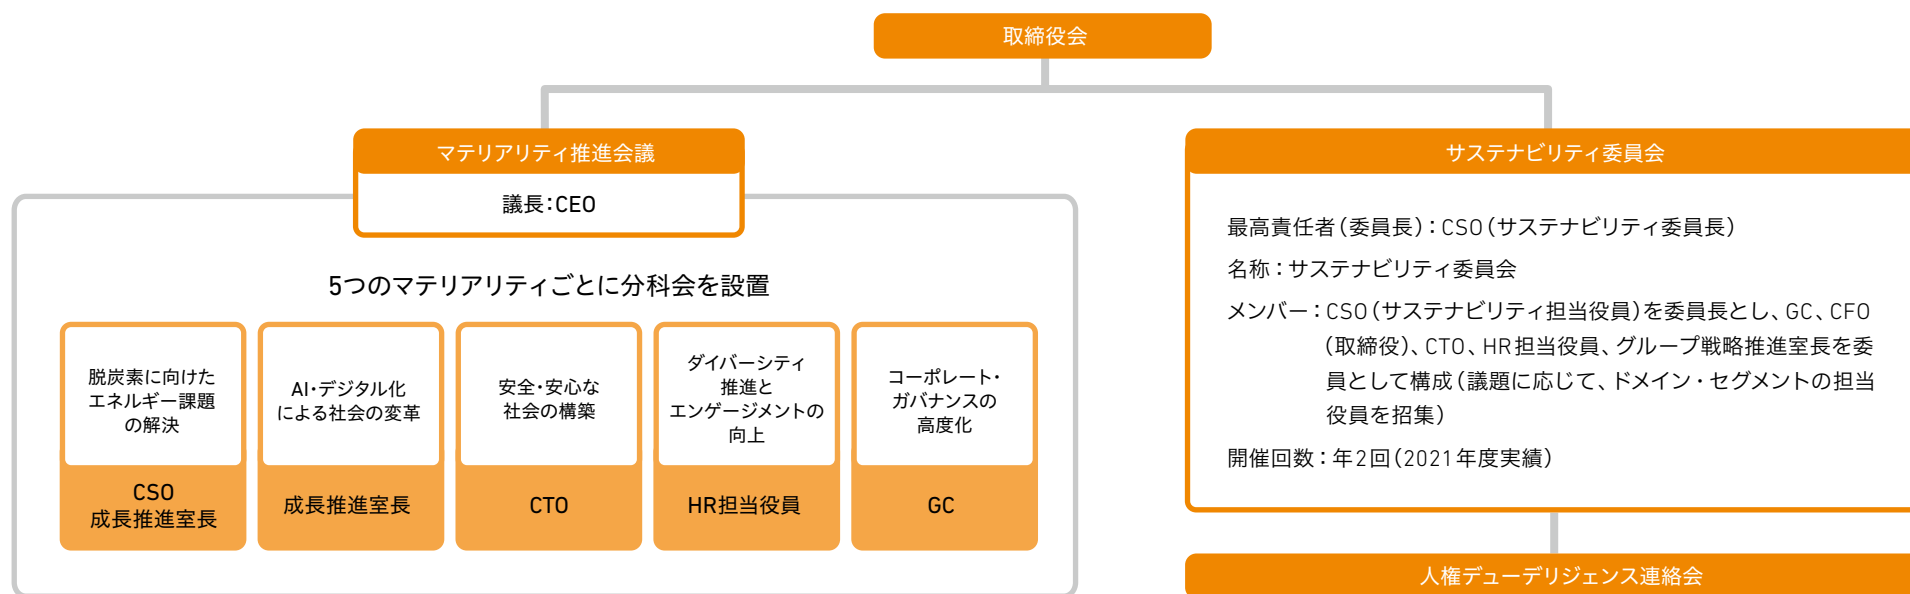 取締役会
マテリアリティ推進会議
議長：CEO
5つのマテリアリティごとに分科会を設置
脱炭素に向けた
エネルギー課題
の解決
CSO
成長推進室長
AI・デジタル化
による社会の変革
成長推進室長
安全・安心な
社会の構築
CTO
ダイバーシティ
推進と
エンゲージメントの
向上
HR担当役員
コーポレート・
ガバナンスの
高度化
GC
サステナビリティ委員会
最高責任者（委員長）：CSO（サステナビリティ委員長）
名称：サステナビリティ委員会
メンバー：CSO（サステナビリティ担当役員）を委員長とし、GC、CFO
（取締役）、CTO、HR担当役員、グループ戦略推進室長を委
員として構成（議題に応じて、ドメイン・セグメントの担当
役員を招集）
開催回数：年2回（2021年度実績）
人権デューデリジェンス連絡会